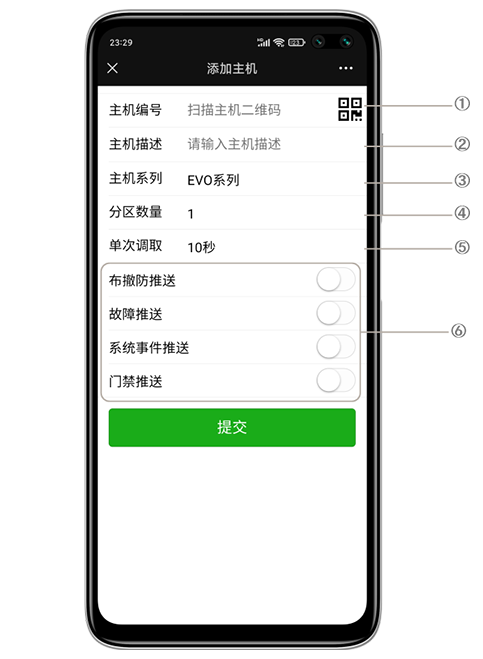 23:29
添加主机
主机编号 扫描主机二维码 ①
主机描述 请输入主机描述 ②
主机系列 EVO系列 ③
分区数量 1 ④
单次调取 10秒 ⑤
布撤防推送
故障推送
⑥
系统事件推送
门禁推送
提交